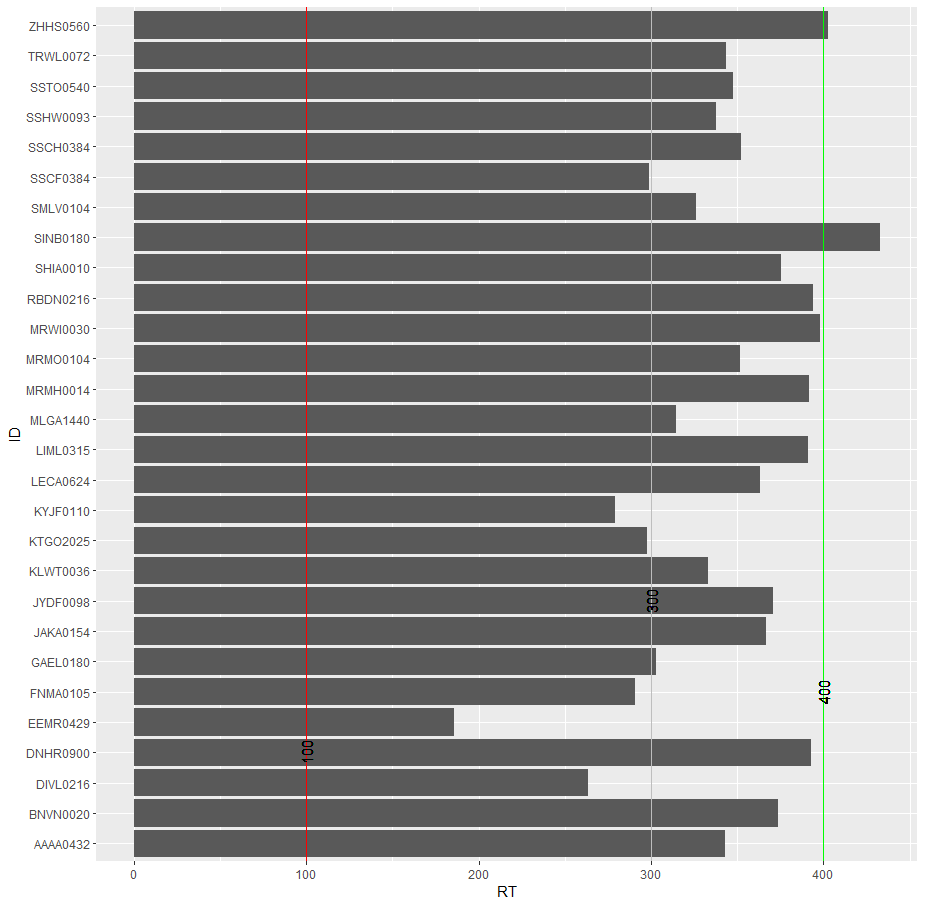 ZHHS0560
TRWL0072
SSTO0540
SSHW0093
SSCH0384
SSCF0384
SMLV0104
SINB0180
SHIA0010
RBDN0216
MRWI0030
MRMO0104
MRMH0014
MLGA1440
LIML0315
LECA0624
KYJF0110
KTGO2025
KLWT0036
JYDF0098
JAKA0154
GAEL0180
FNMA0105
EEMR0429
DNHR0900
DIVL0216
BNVN0020
AAAA0432
ID
300
400
100
0 100 200 300 400
RT